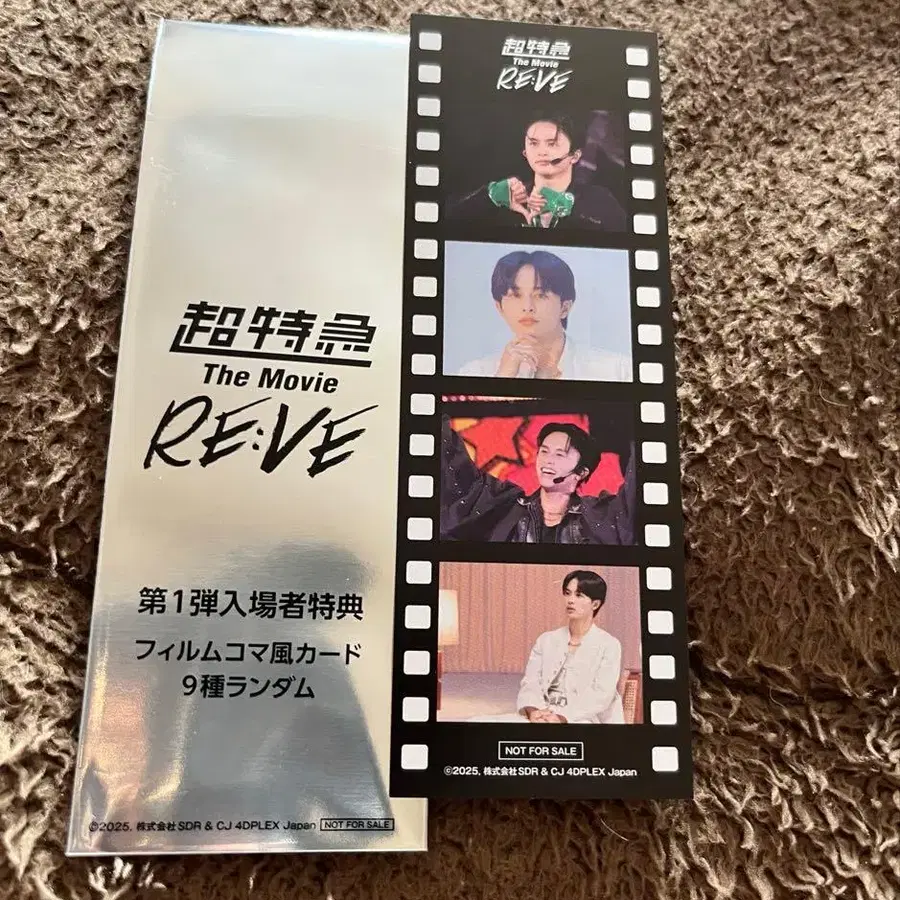 超特急
The Movie
RE:VE
第1弾入場者特典
フィルムコマ風カード
9種ランダム
©2025, 株式会社SDR & CJ 4DPLEX Japan NOT FOR SALE
超特急
The Movie
RE:VE
NOT FOR SALE
©2025, 株式会社SDR & CJ 4DPLEX Japan